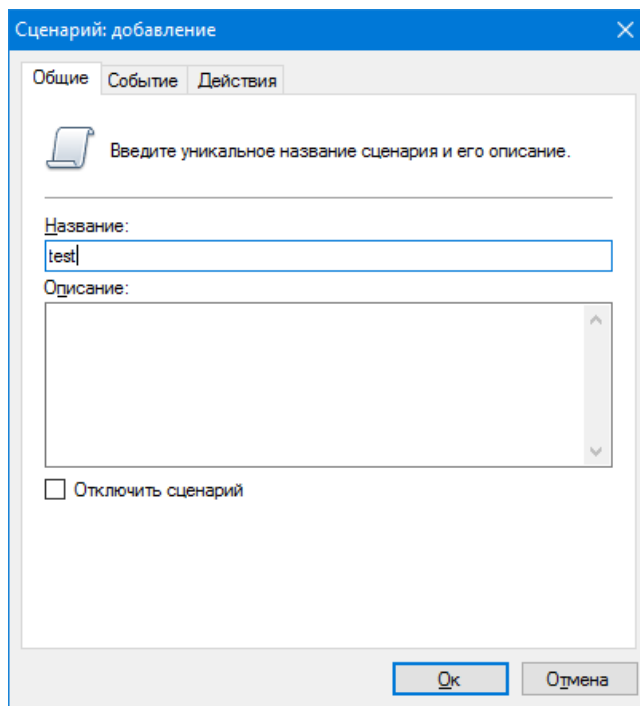 Сценарий: добавление
Общие Событие Действия
Введите уникальное название сценария и его описание.
Название:
test
Описание:
Отключить сценарий
Ок Отмена